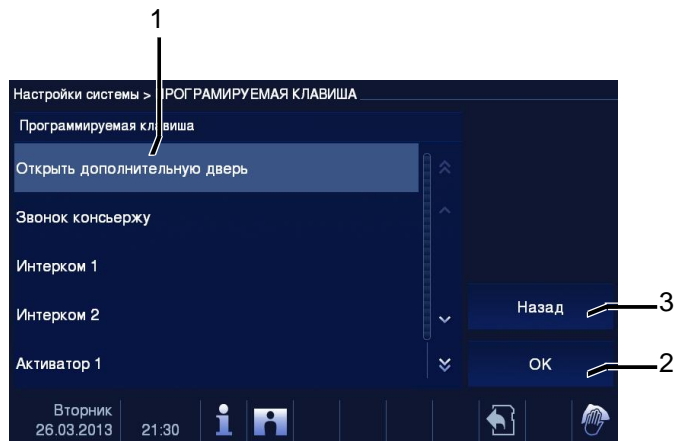 1
Настройки системы > ПРОГРАМИРУЕМАЯ КЛАВИША
Программируемая клавиша
Открыть дополнительную дверь
Звонок консьержу
Интерком 1
Интерком 2
Назад
3
Активатор 1
ОК
2
Вторник
26.03.2013
21:30